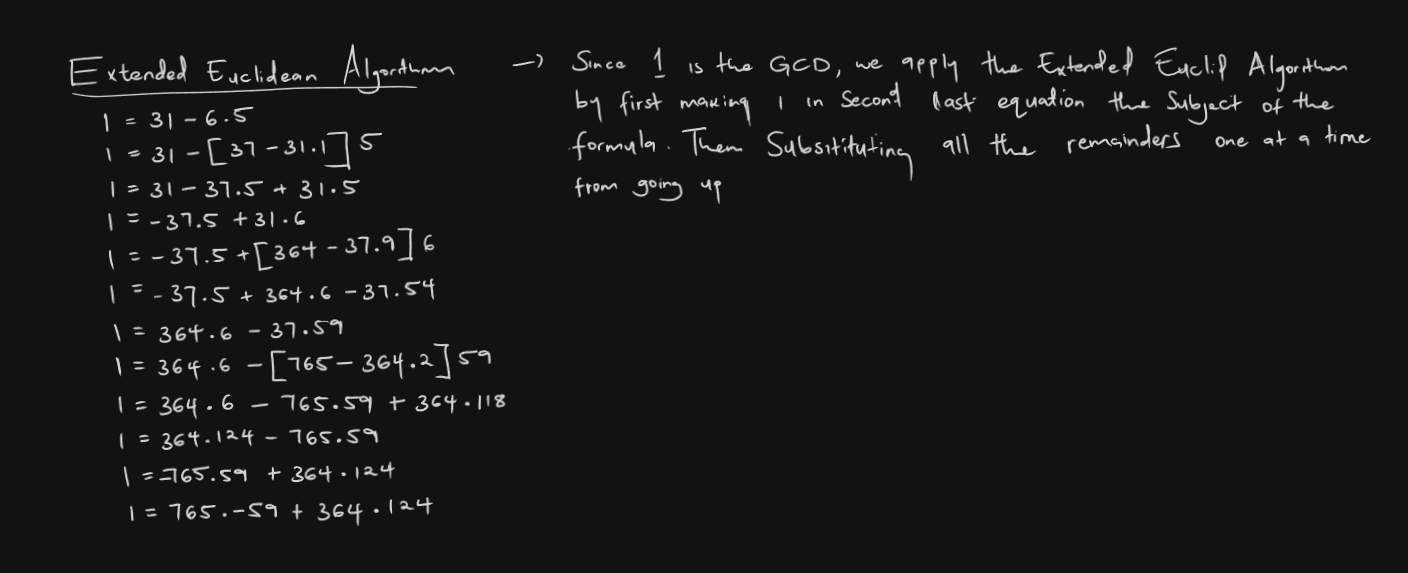 Extended Euclidean Algorithm
1 = 31 - 6.5
1 = 31 - [37 - 31.1] 5
1 = 31 - 37.5 + 31.5
1 = -37.5 + 31.6
1 = -37.5 + [364 - 37.9] 6
1 = -37.5 + 364.6 - 37.54
1 = 364.6 - 37.59
1 = 364.6 - [765 - 364.2] 59
1 = 364.6 - 765.59 + 364.118
1 = 364.124 - 765.59
1 = -765.59 + 364.124
1 = 765.-59 + 364.124
→ Since 1 is the GCD, we apply the Extended Euclid Algorithm
by first making 1 in Second last equation the Subject of the
formula. Then Subsitituting all the remainders one at a time
from going up